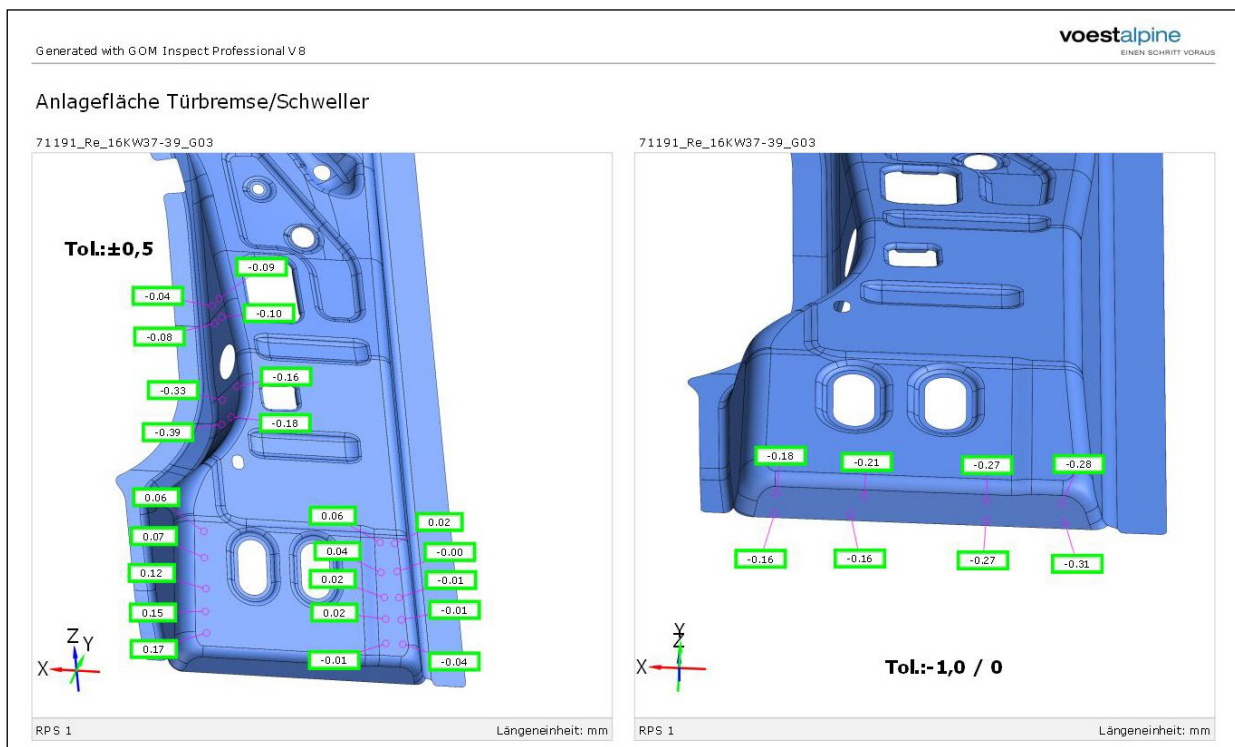 Generated with GOM Inspect Professional V8
voestalpine
EINEN SCHRITT VORAUS
Anlagefläche Türbremse/Schweller
71191_Re_16KW37-39_G03
Tol.:±0,5
-0.09
-0.04
-0.10
-0.08
-0.16
-0.33
-0.18
-0.39
0.06
0.06
0.02
0.07
0.04
-0.00
0.12
0.02
-0.01
0.15
0.02
-0.01
0.17
-0.01
-0.04
Z
Y
X
RPS 1
Längeneinheit: mm
71191_Re_16KW37-39_G03
-0.18
-0.21
-0.27
-0.28
-0.16
-0.16
-0.27
-0.31
Y
Z
X
Tol.:-1,0 / 0
RPS 1
Längeneinheit: mm